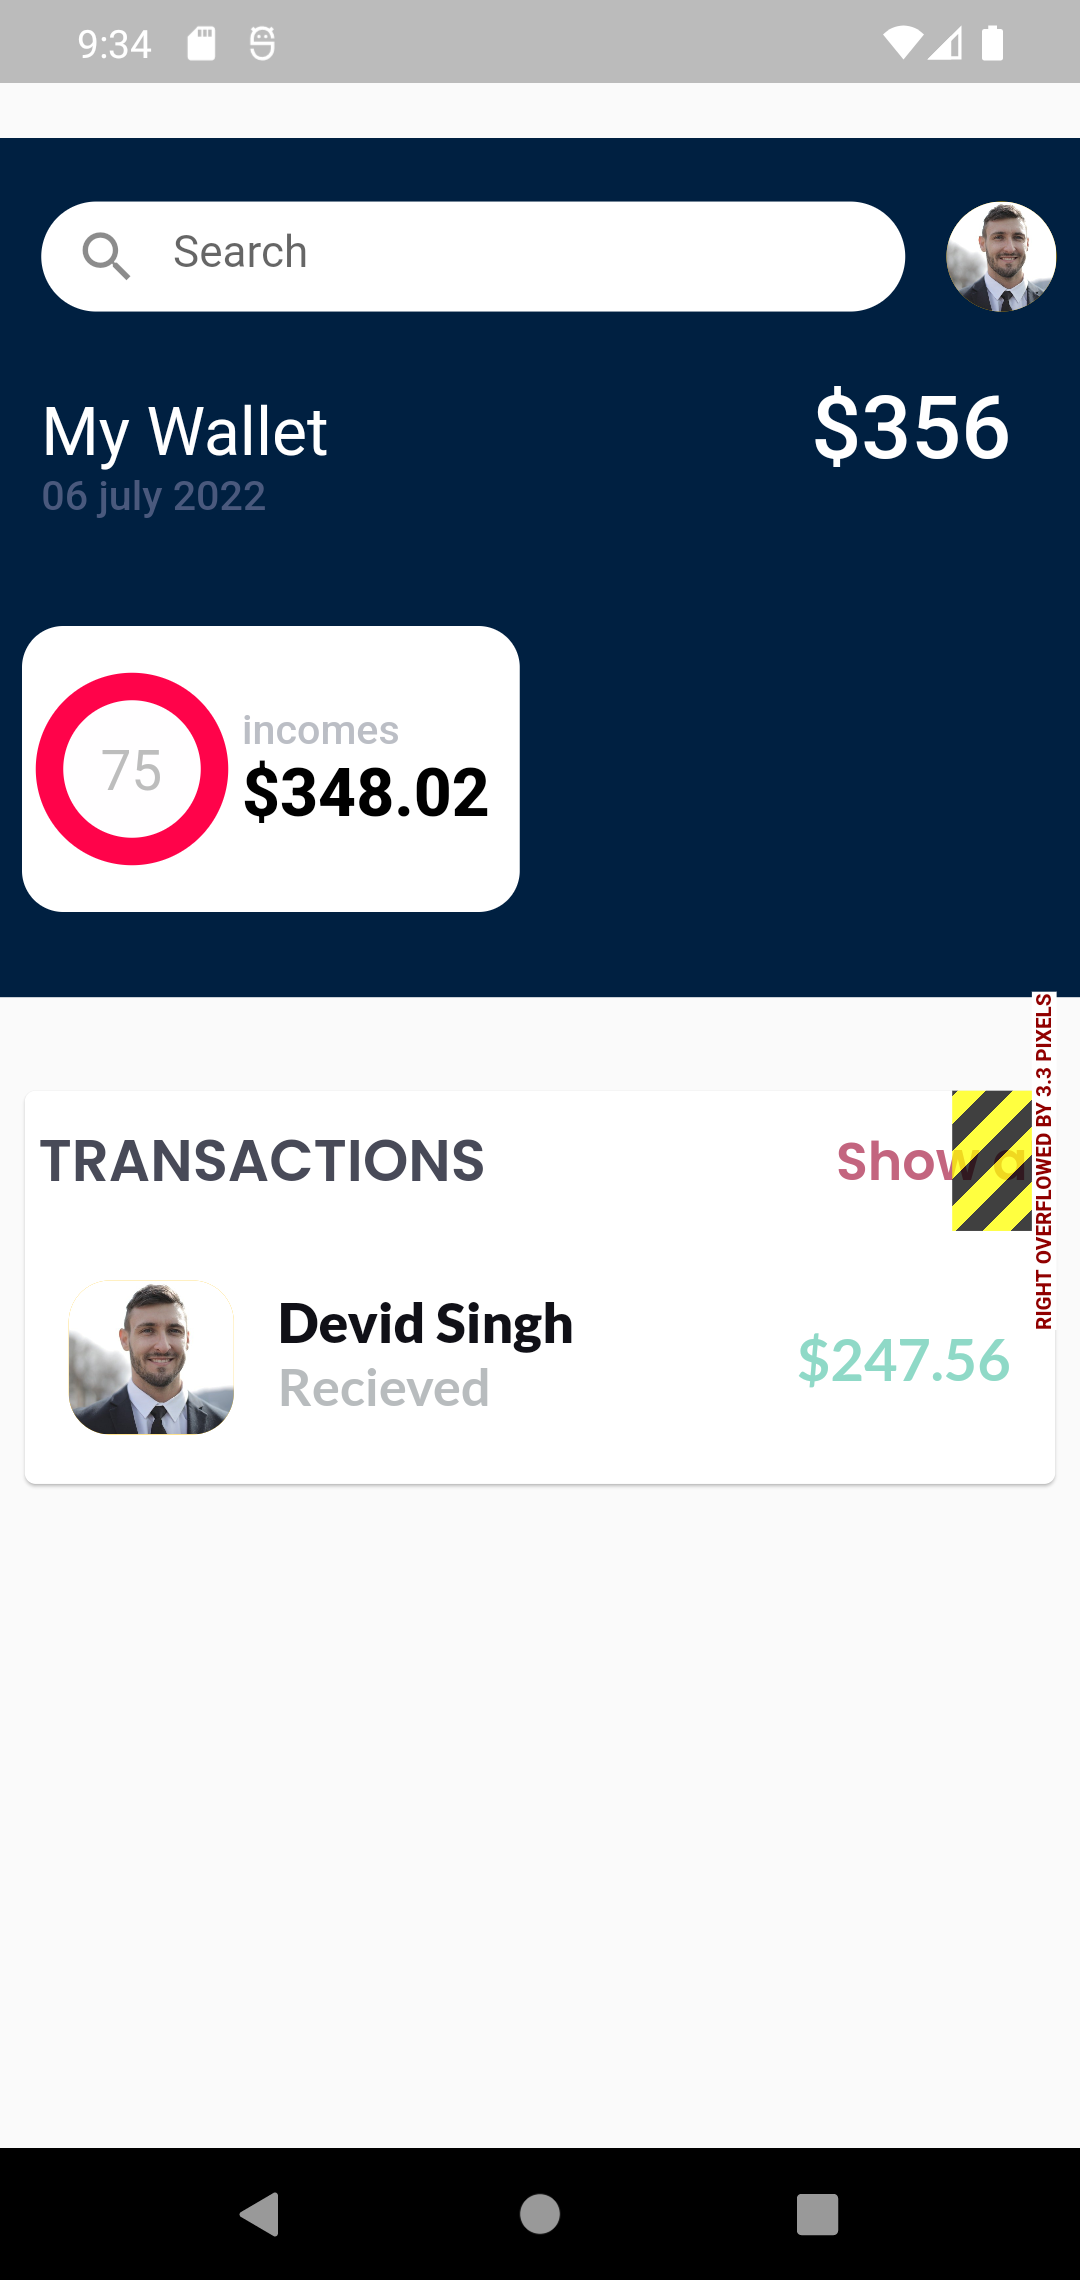 9:34
Search
My Wallet
$356
06 july 2022
75
incomes
$348.02
RIGHT OVERFLOWED BY 3.3 PIXELS
TRANSACTIONS
Show a
Devid Singh
Recieved
$247.56